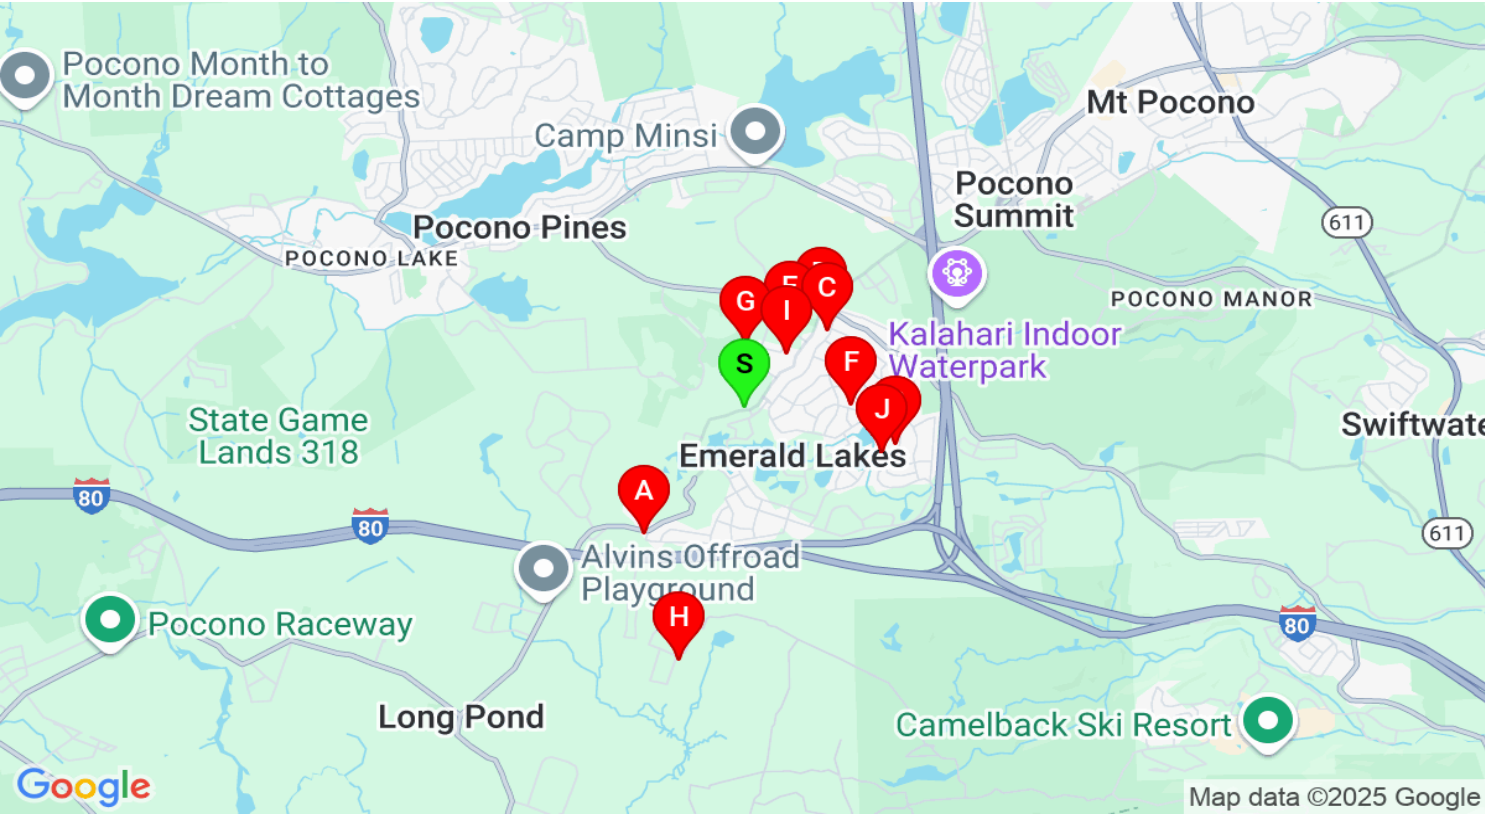 Pocono Month to
Month Dream Cottages
Camp Minsi
Mt Pocono
Pocono
Summit
611
Pocono Pines
POCONO LAKE
C
G
I
POCONO MANOR
Kalahari Indoor
Waterpark
F
S
J
State Game
Lands 318
Swiftwate
Emerald Lakes
80
A
80
611
Alvins Offroad
Playground
H
Pocono Raceway
80
Long Pond
Camelback Ski Resort
Google
Map data ©2025 Google